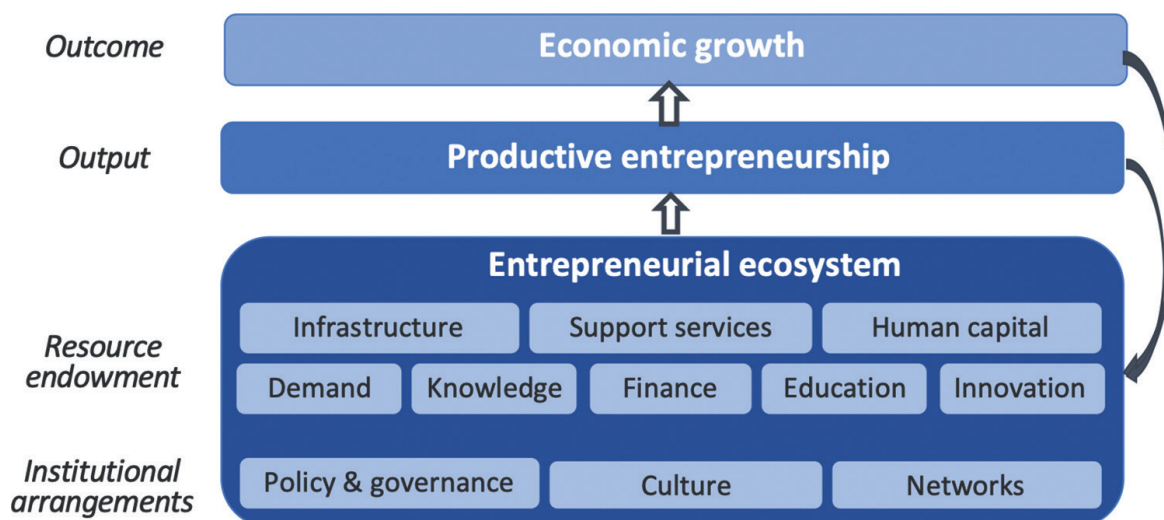 Outcome
Economic growth
Output
Productive entrepreneurship
Entrepreneurial ecosystem
Resource
endowment
Infrastructure
Support services
Human capital
Demand
Knowledge
Finance
Education
Innovation
Institutional
arrangements
Policy & governance
Culture
Networks